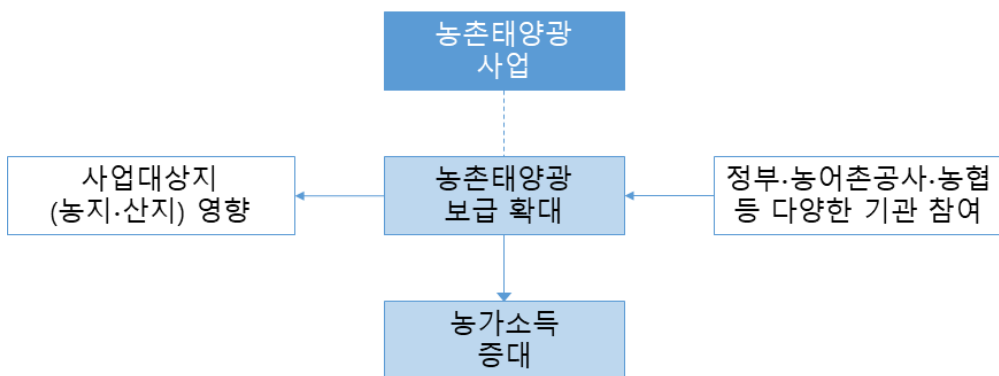 농촌태양광
사업
사업대상지
(농지·산지) 영향
농촌태양광
보급 확대
정부·농어촌공사·농협
등 다양한 기관 참여
농가소득
증대